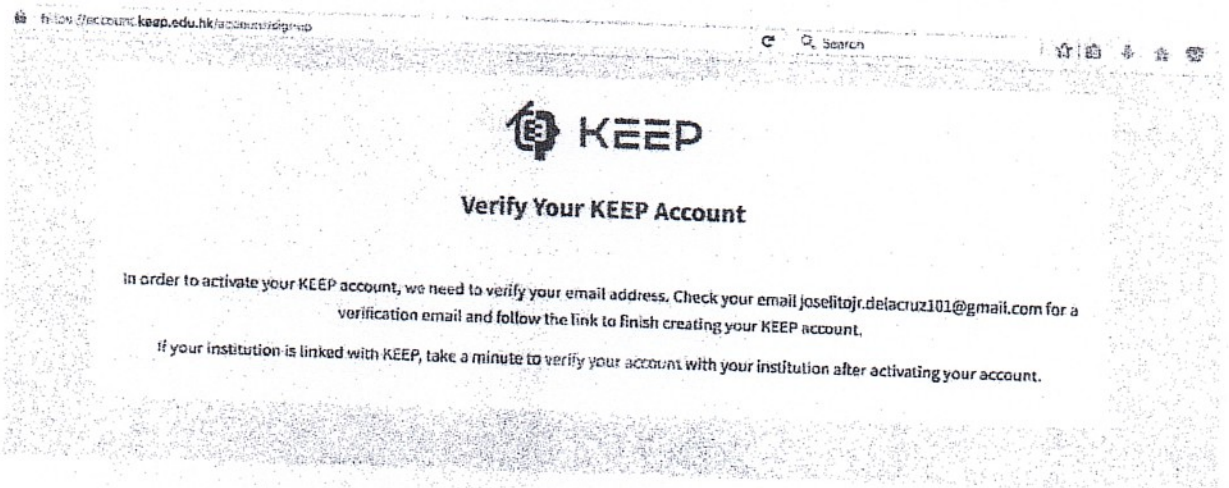 https://account.keep.edu.hk/accounts/signup
Search
KEEP
Verify Your KEEP Account
In order to activate your KEEP account, we need to verify your email address. Check your email joselitojr.delacruz101@gmail.com for a
verification email and follow the link to finish creating your KEEP account.
If your institution is linked with KEEP, take a minute to verify your account with your institution after activating your account.